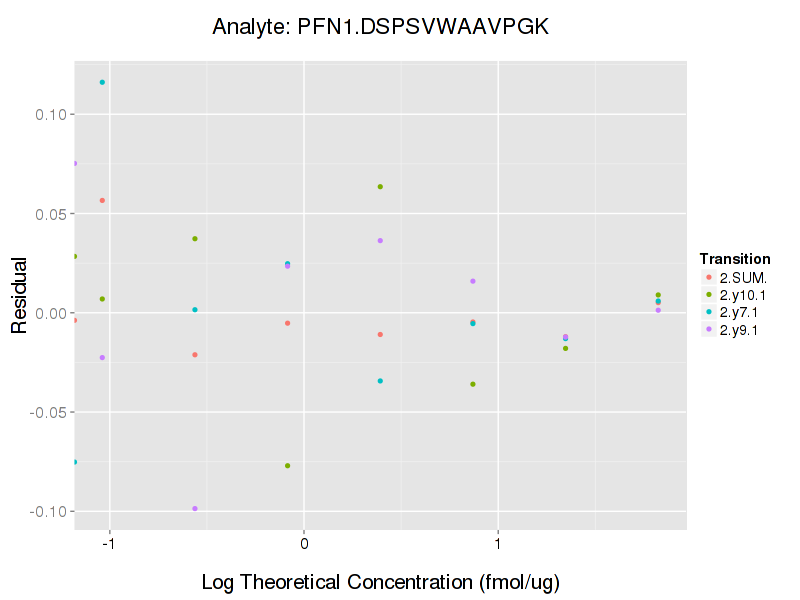 Analyte: PFN1.DSPSVWAAVPGK
0.10
0.05
0.00
-0.05
-0.10
Residual
-1
0
1
Log Theoretical Concentration (fmol/ug)
Transition
2.SUM.
2.y10.1
2.y7.1
2.y9.1